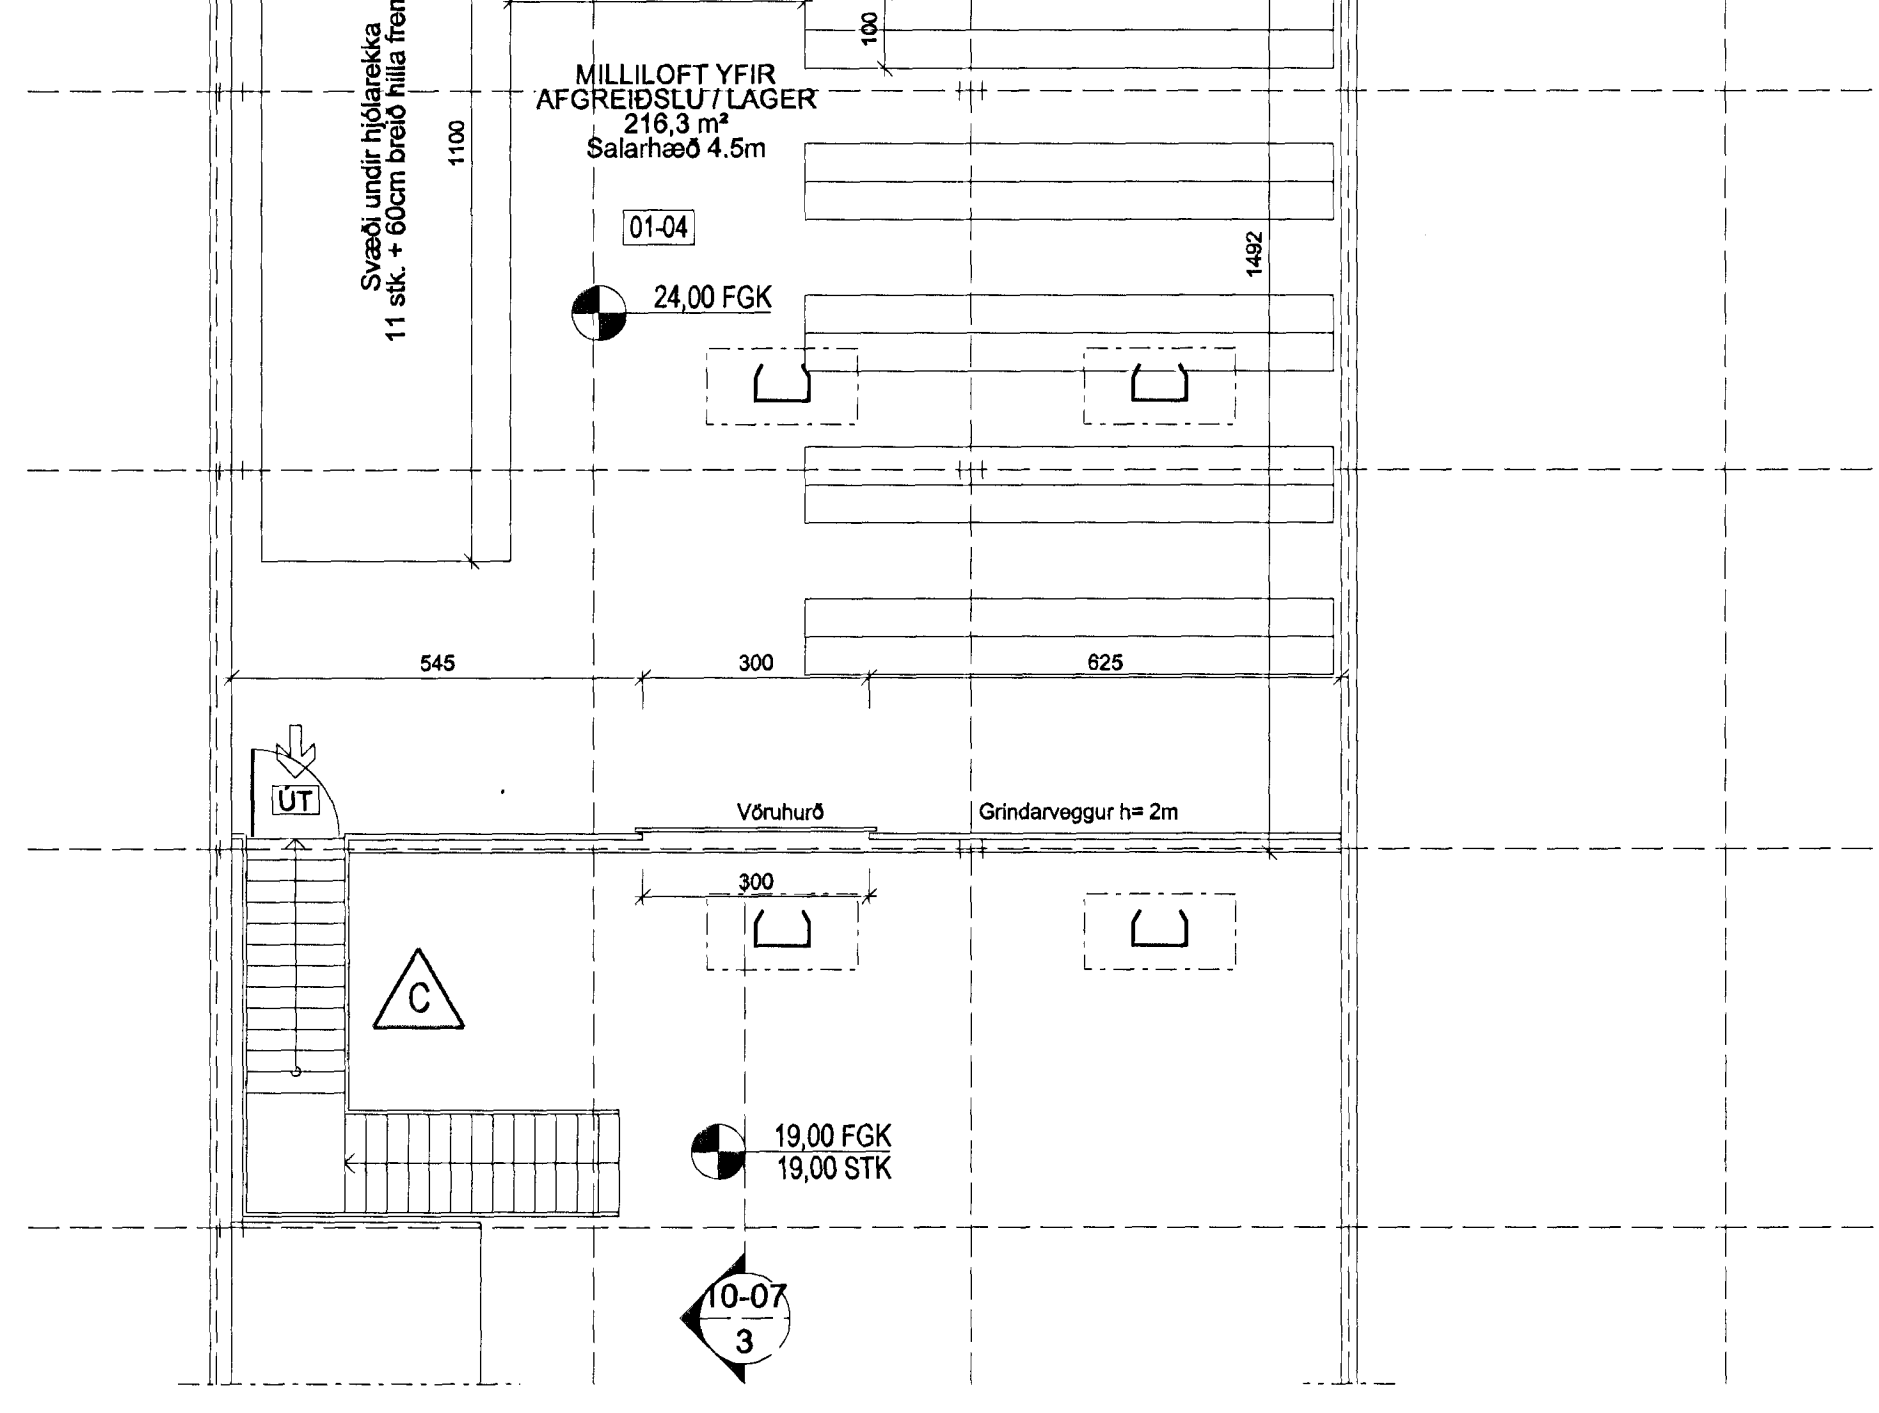 Svæði undir hjólarekka
11 stk. + 60cm breið hilla
1100
100
MILLILOFT YFIR
AFGREIÐSLU / LAGER
216,3 m²
Salarhæð 4.5m
01-04
24,00 FGK
1492
545
300
625
ÚT
Vöruhurð
Grindarveggur h= 2m
300
C
19,00 FGK
19,00 STK
10-07
3